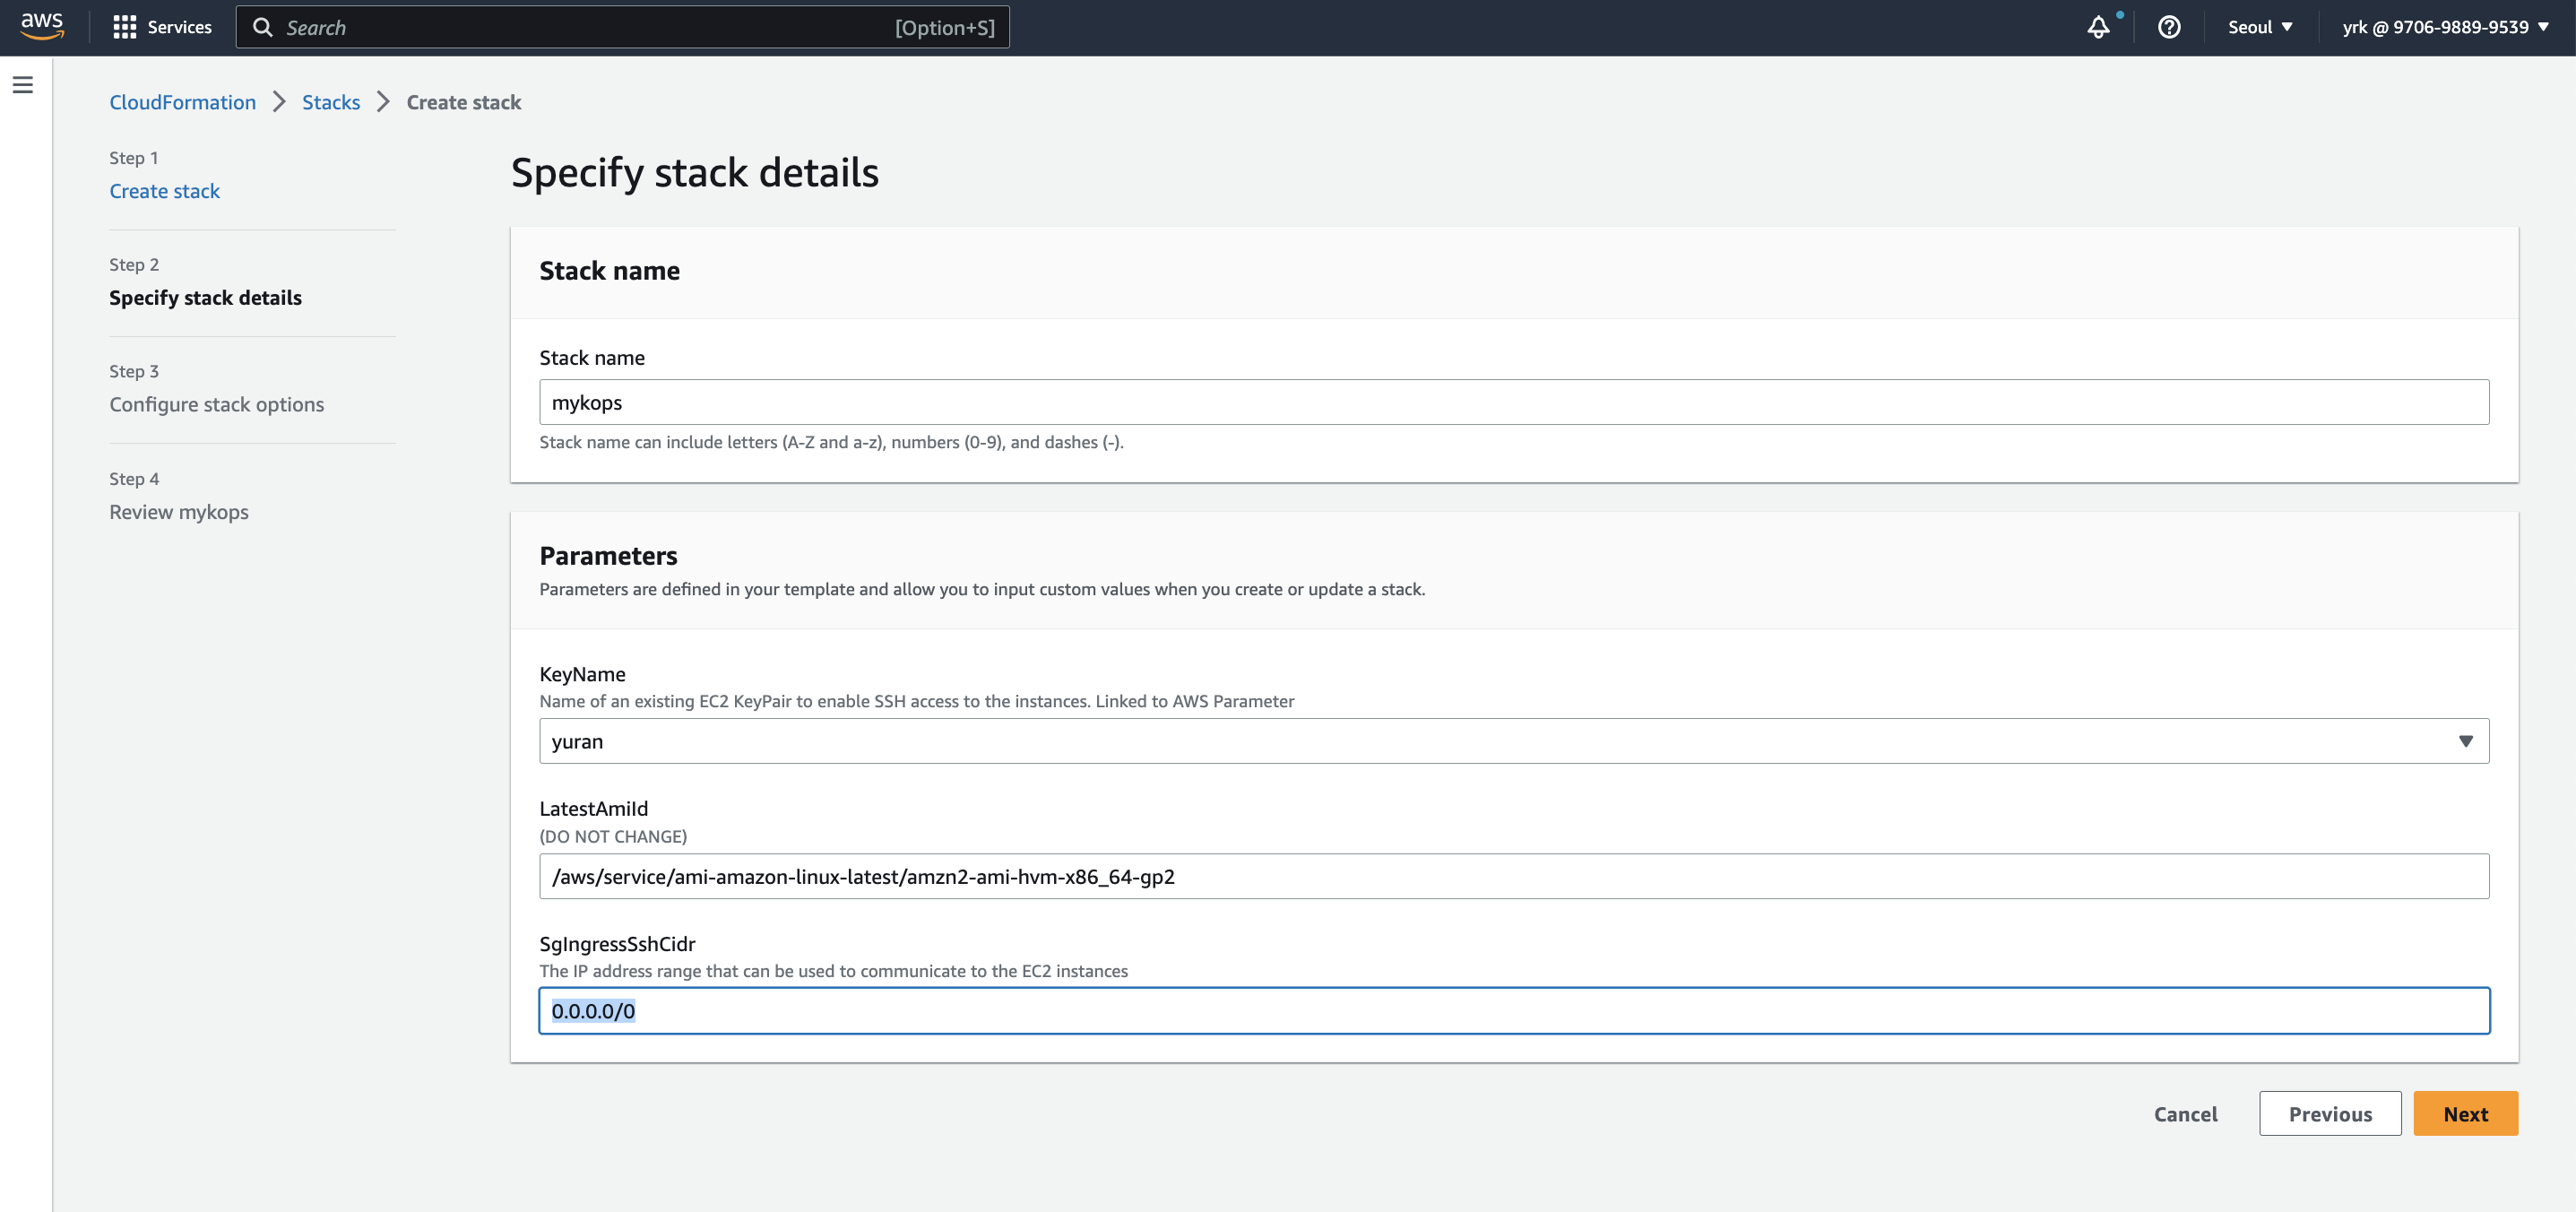 aws
Services
Search
[Option+S]
Seoul
yrk @ 9706-9889-9539
CloudFormation
Stacks
Create stack
Step 1
Create stack
Step 2
Specify stack details
Step 3
Configure stack options
Step 4
Review mykops
Specify stack details
Stack name
Stack name
mykops
Stack name can include letters (A-Z and a-z), numbers (0-9), and dashes (-).
Parameters
Parameters are defined in your template and allow you to input custom values when you create or update a stack.
KeyName
Name of an existing EC2 KeyPair to enable SSH access to the instances. Linked to AWS Parameter
yuran
LatestAmiId
(DO NOT CHANGE)
/aws/service/ami-amazon-linux-latest/amzn2-ami-hvm-x86_64-gp2
SgIngressSshCidr
The IP address range that can be used to communicate to the EC2 instances
0.0.0.0/0
Cancel
Previous
Next